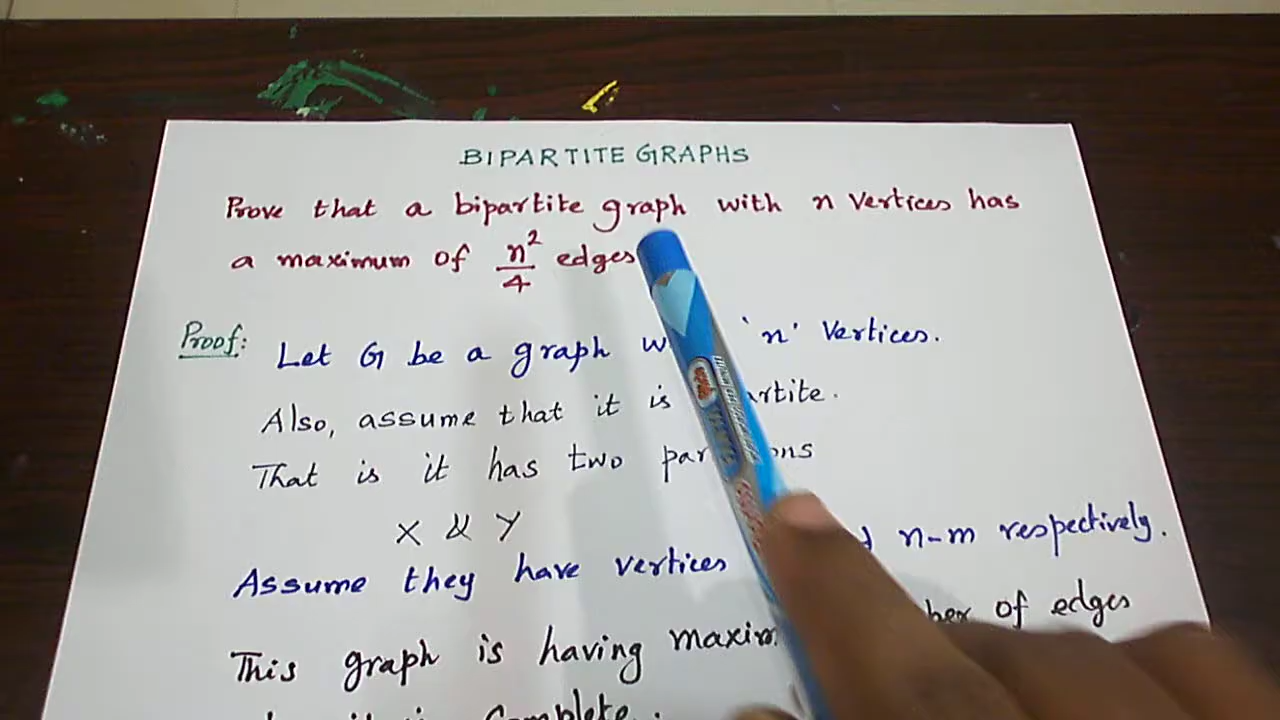 BIPARTITE GRAPHS
Prove that a bipartite graph with n vertices has
a maximum of n²/4 edges
Proof: Let G be a graph 'n' vertices.
Also, assume that it is
That is it has two
X & Y
Assume they have vertices n-m respectively.
This graph is having of edges
complete.